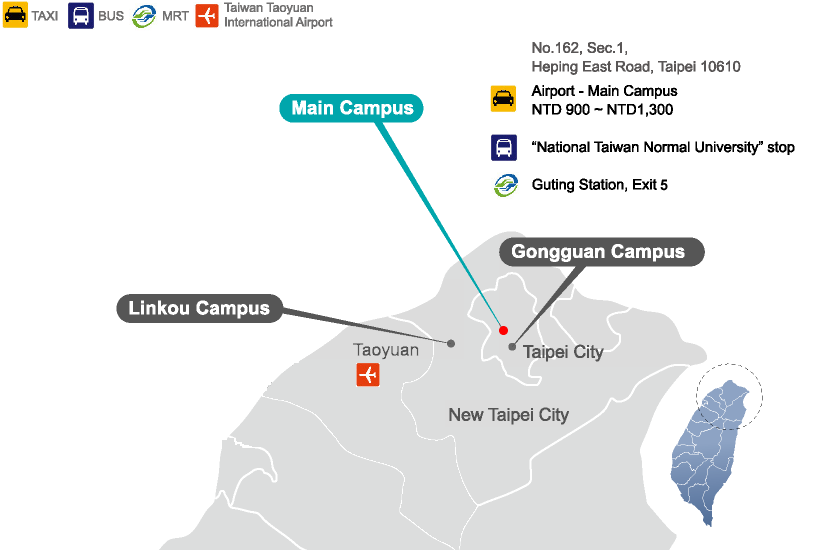 TAXI
BUS
MRT
Taiwan Taoyuan
International Airport
No.162, Sec.1,
Heping East Road, Taipei 10610
Airport - Main Campus
NTD 900 ~ NTD1,300
“National Taiwan Normal University” stop
Guting Station, Exit 5
Main Campus
Gongguan Campus
Linkou Campus
Taoyuan
Taipei City
New Taipei City